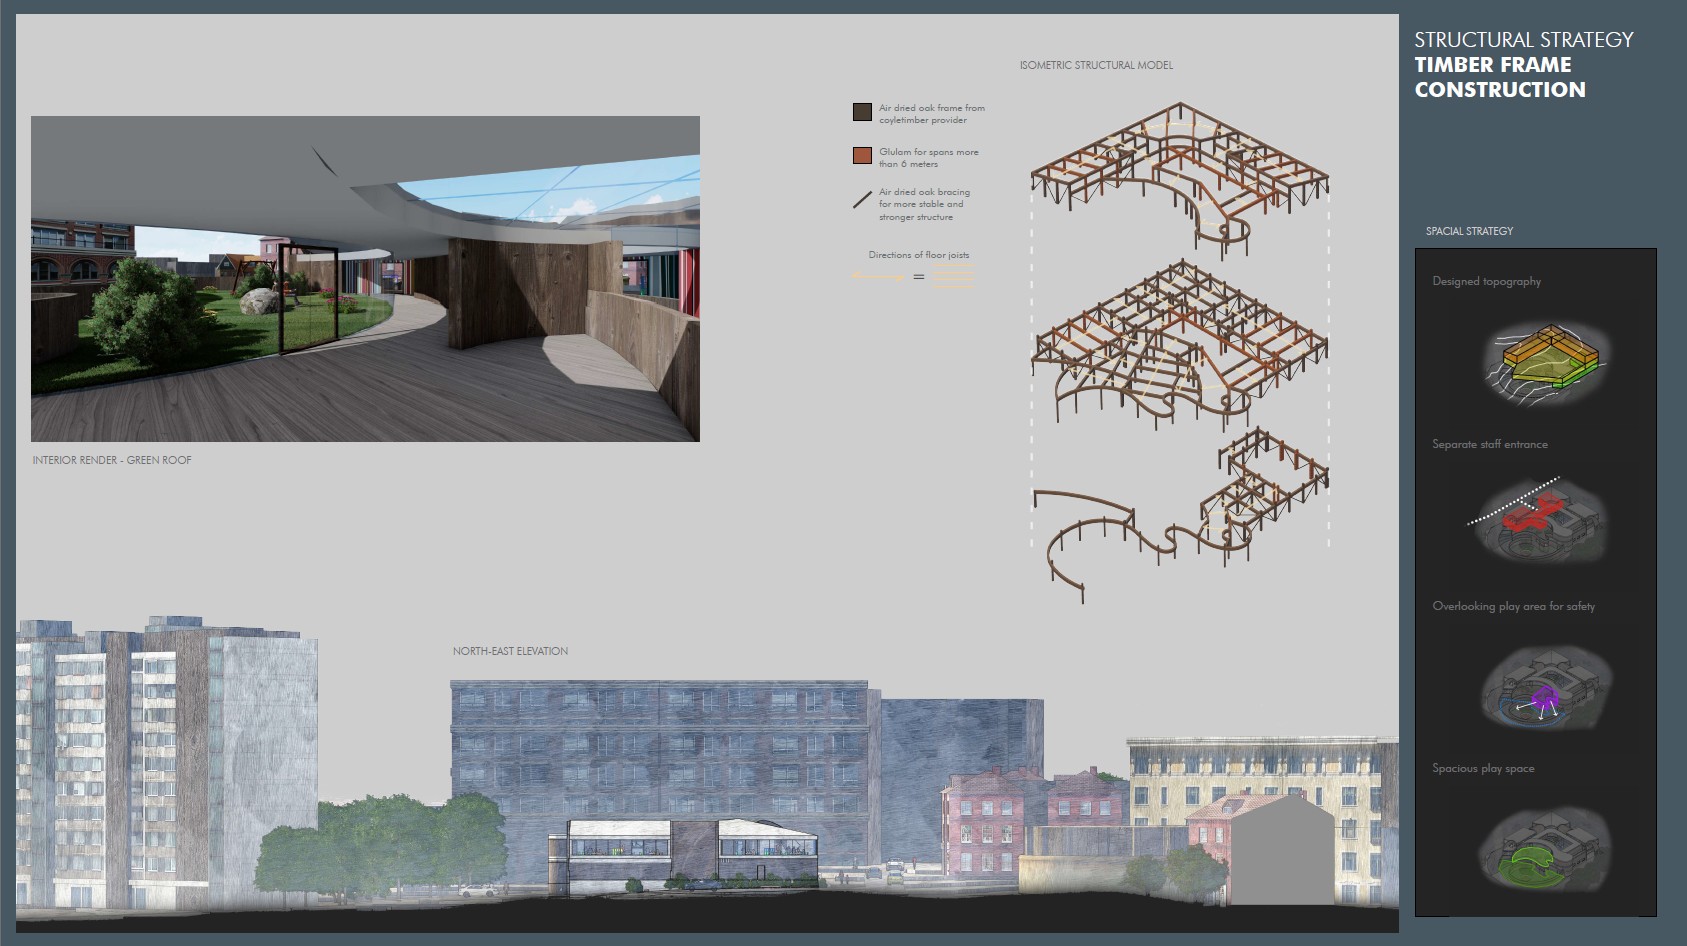 STRUCTURAL STRATEGY
TIMBER FRAME
CONSTRUCTION
ISOMETRIC STRUCTURAL MODEL
Air dried oak frame from
coyletimber provider
Glulam for spans more
than 6 meters
Air dried oak bracing
for more stable and
stronger structure
Directions of floor joists
=
INTERIOR RENDER - GREEN ROOF
NORTH-EAST ELEVATION
SPACIAL STRATEGY
Designed topography
Separate staff entrance
Overlooking play area for safety
Spacious play space